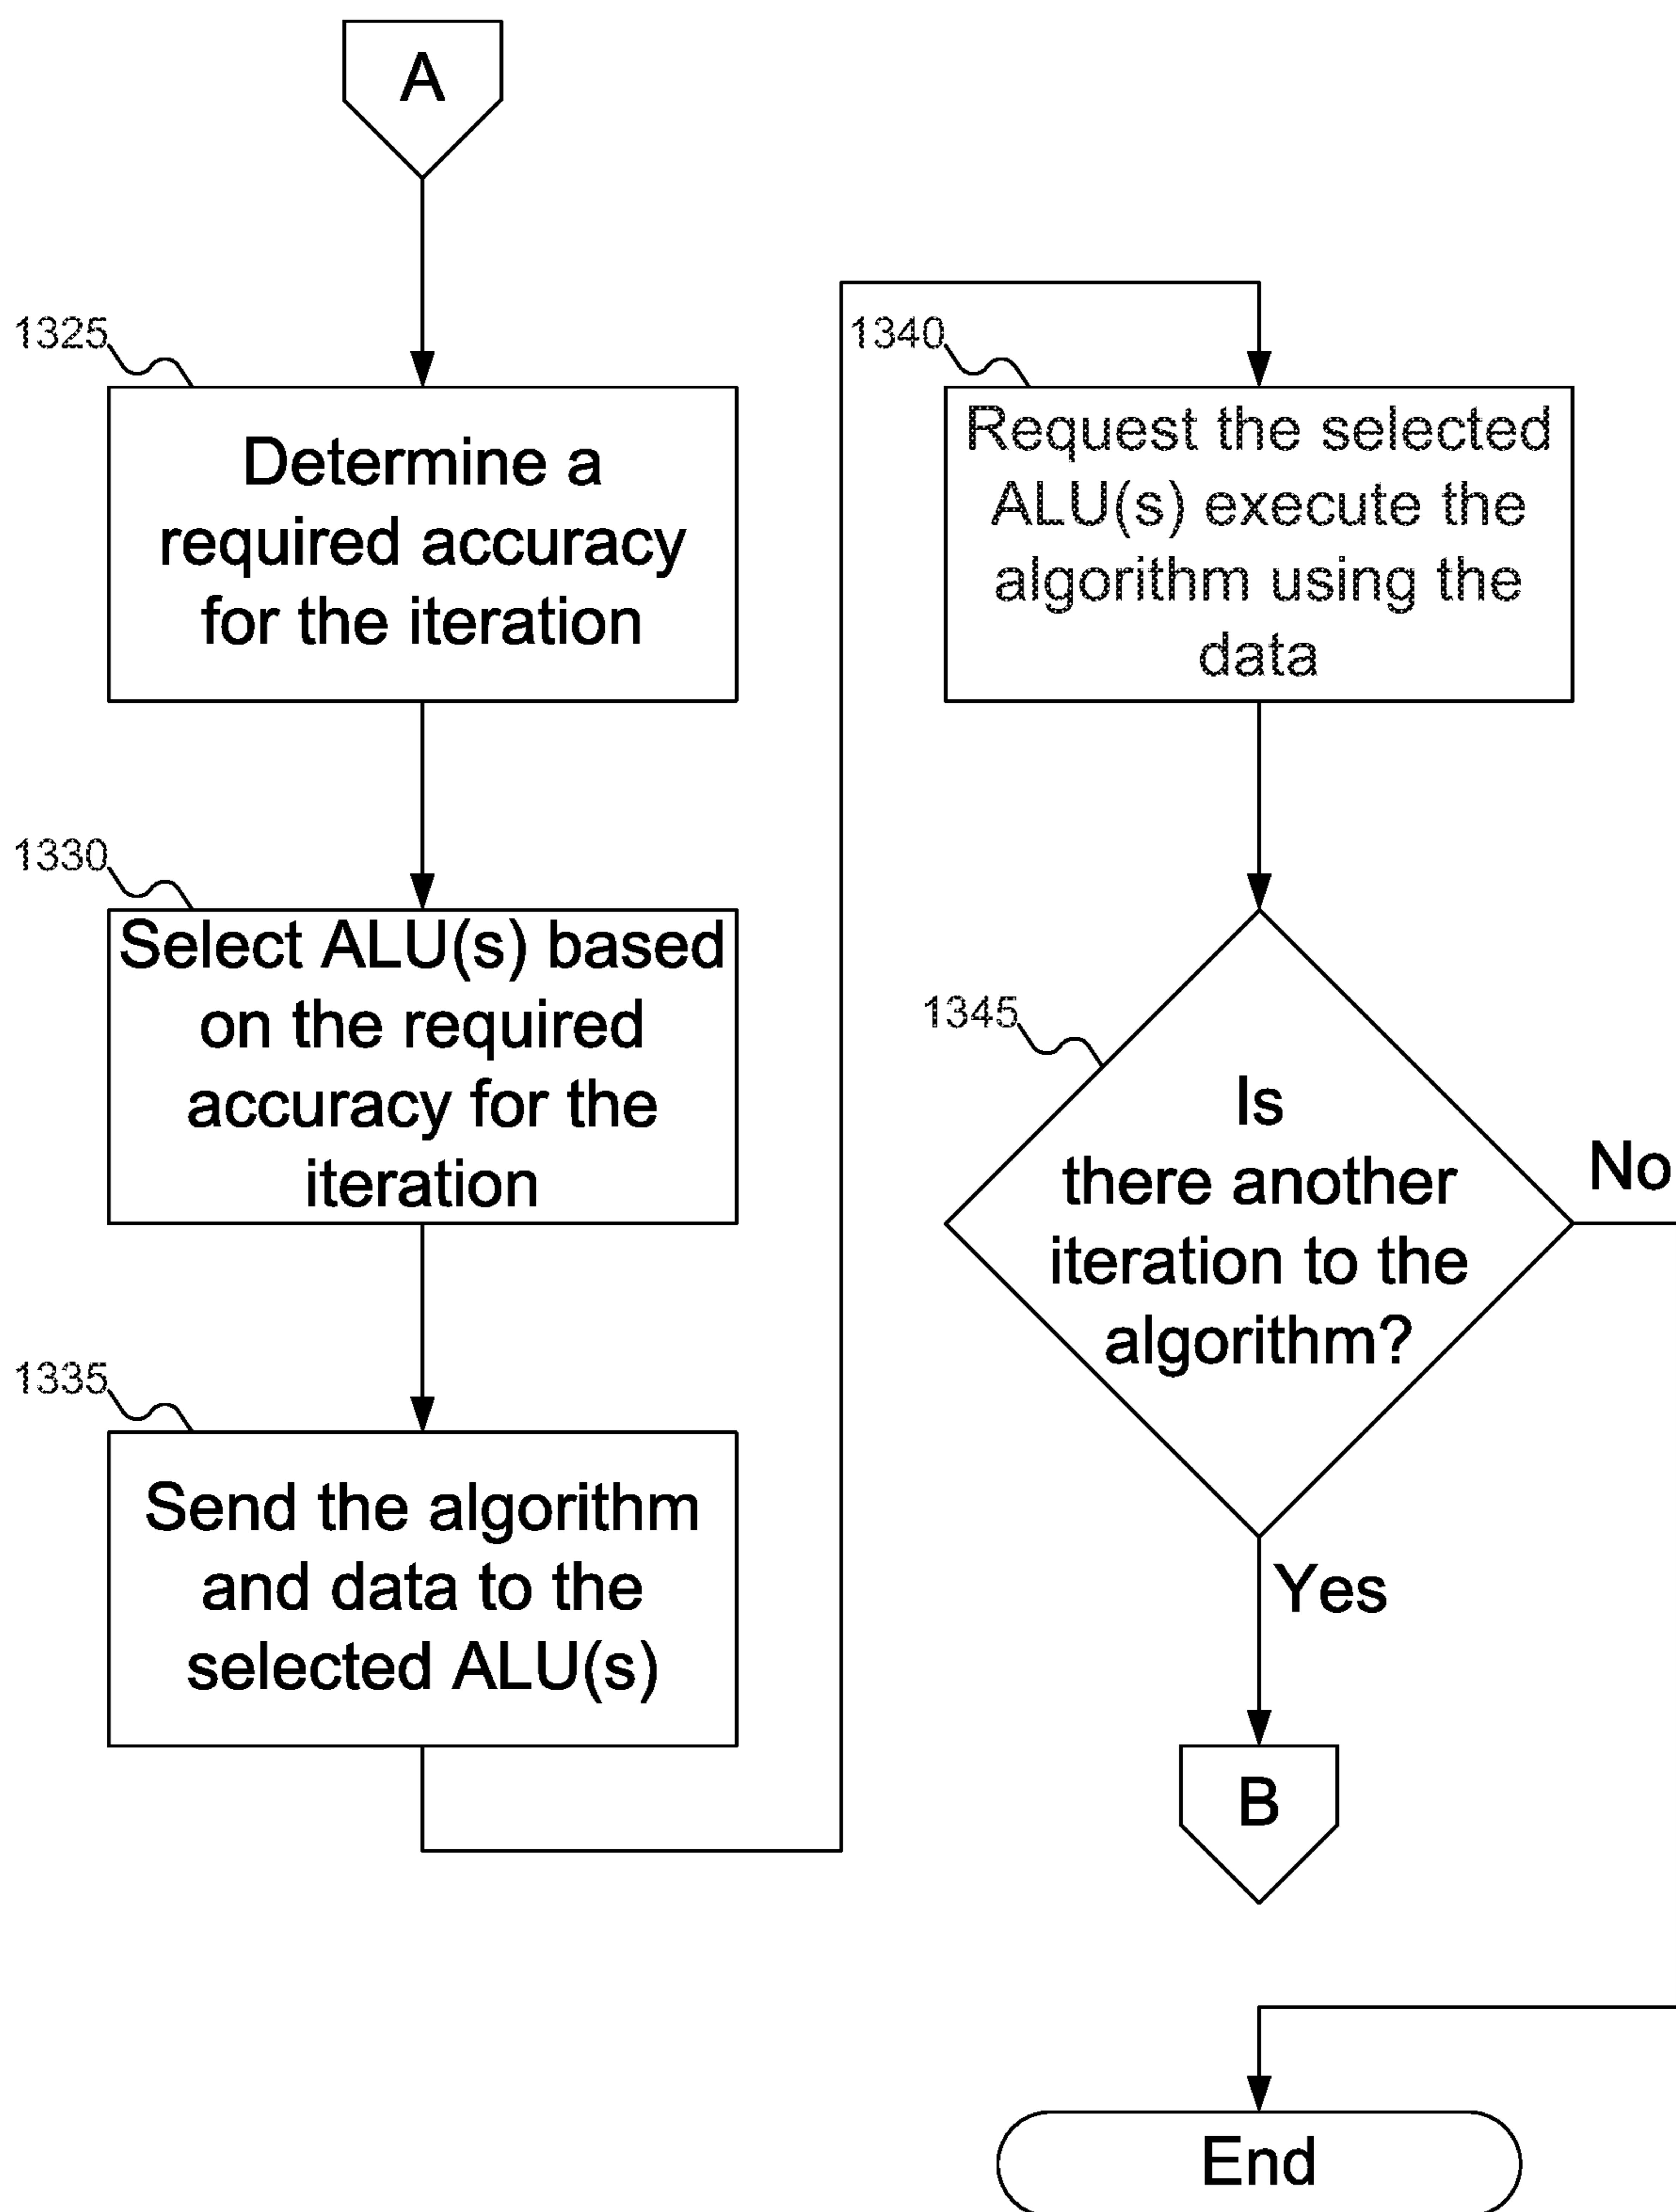 A
1325
Determine a
required accuracy
for the iteration
1330
Select ALU(s) based
on the required
accuracy for the
iteration
1335
Send the algorithm
and data to the
selected ALU(s)
1340
Request the selected
ALU(s) execute the
algorithm using the
data
1345
Is
there another
iteration to the
algorithm?
No
Yes
B
End